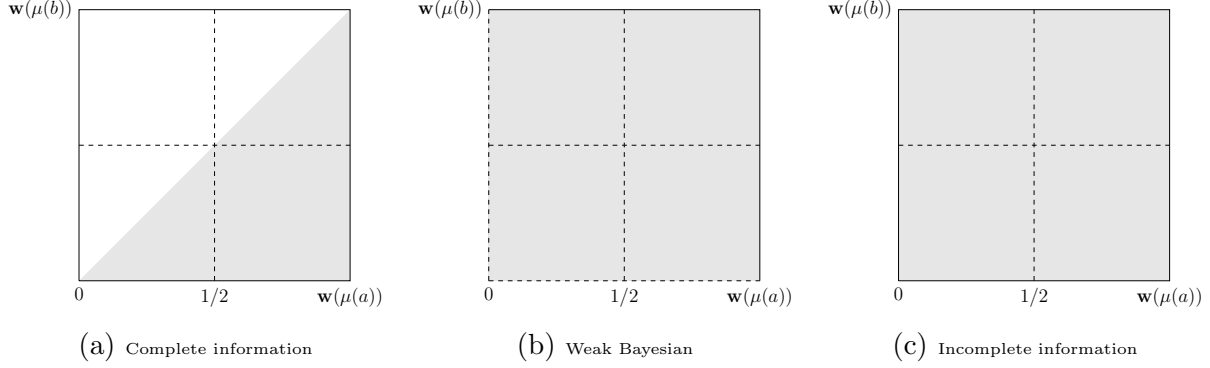 w(μ(b))
0
1/2
w(μ(a))
(a) Complete information
w(μ(b))
0
1/2
w(μ(a))
(b) Weak Bayesian
w(μ(b))
0
1/2
w(μ(a))
(c) Incomplete information